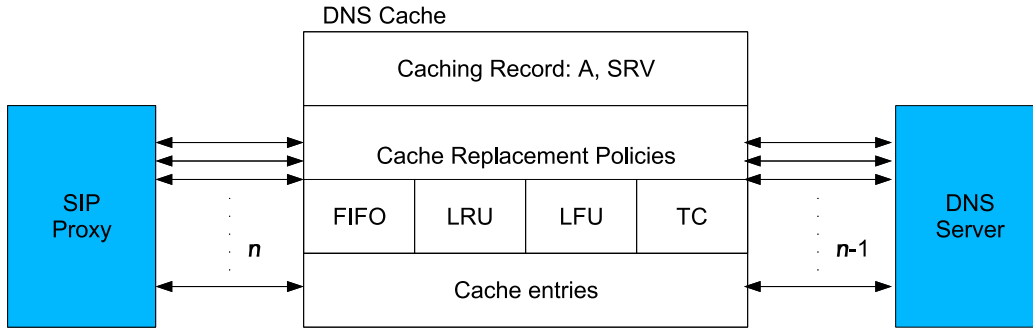 DNS Cache
Caching Record: A, SRV
Cache Replacement Policies
SIP
Proxy
FIFO
LRU
LFU
TC
DNS
Server
n
n-1
Cache entries